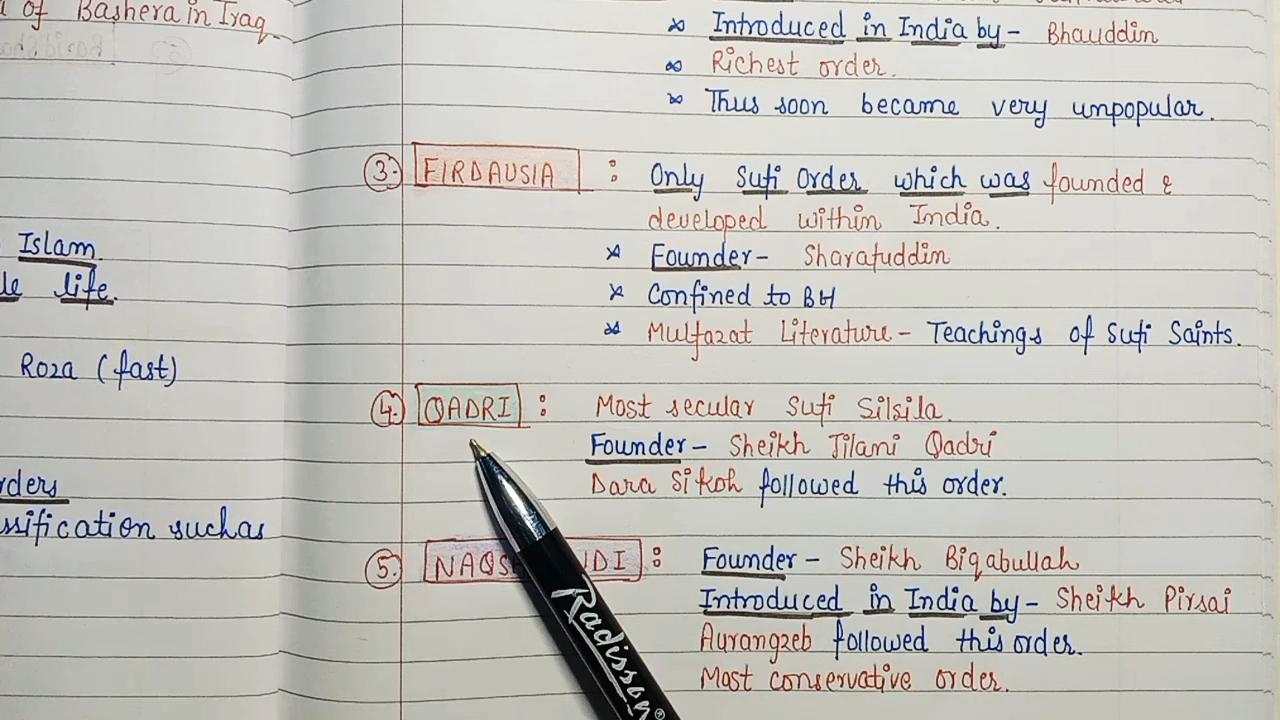 of Bashera in Iraq
Islam
life.
Roza (fast)
ssification such as
* Introduced in India by- Bhauddin
* Richest order.
* Thus soon became very unpopular.
3. FIRDAUSIA : Only Sufi Order which was founded &
developed within India.
* Founder- Sharafuddin
* Confined to BH
* Mulfazat Literature- Teachings of Sufi Saints.
4. QADRI : Most secular Sufi Silsila.
Founder- Sheikh Jilani Qadri
Dara Sikoh followed this order.
5. NAQS DI : Founder- Sheikh Biqabullah
Introduced in India by- Sheikh Pirsai
Aurangzeb followed this order.
Most conservative order.
Radisson®